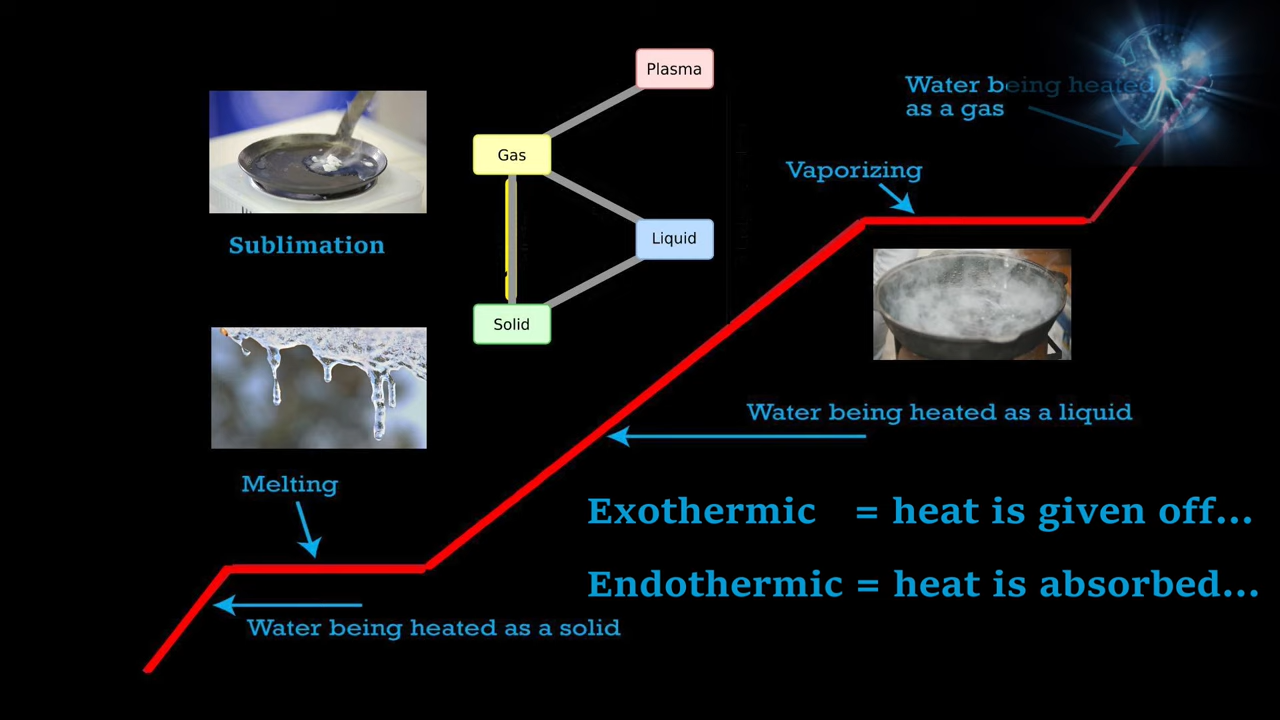 Plasma
Water being heated
as a gas
Gas
Vaporizing
Liquid
Sublimation
Solid
Water being heated as a liquid
Melting
Exothermic = heat is given off...
Endothermic = heat is absorbed...
Water being heated as a solid